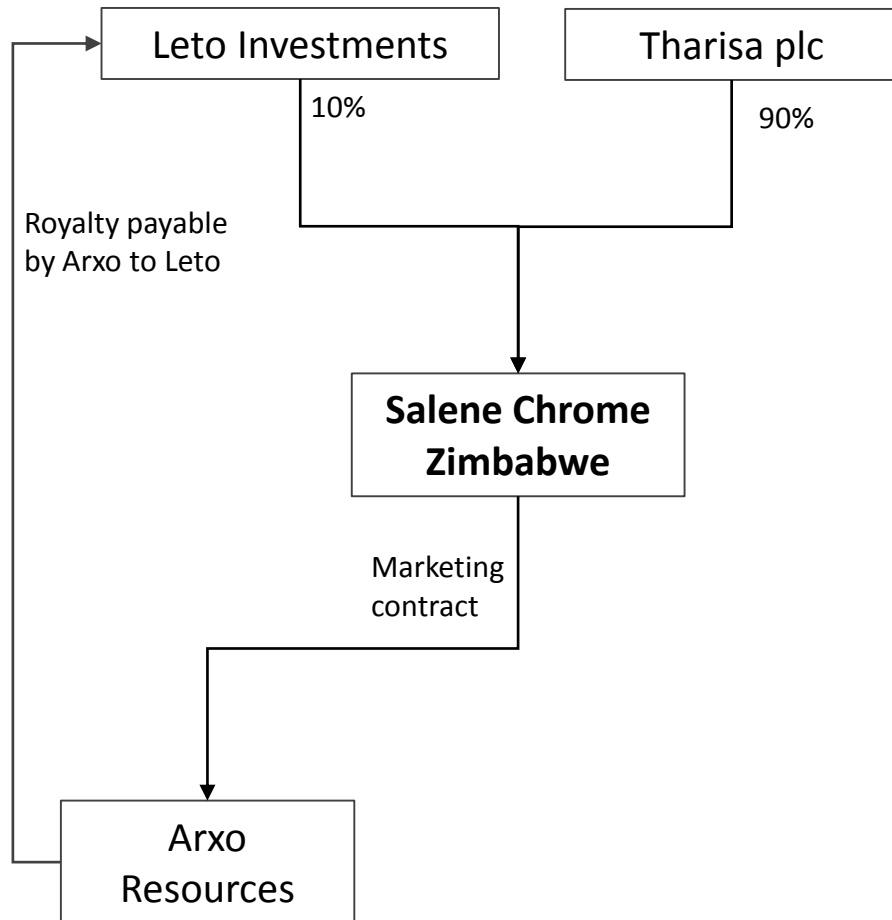 Leto Investments
Tharisa plc
10%
90%
Royalty payable
by Arxo to Leto
Salene Chrome
Zimbabwe
Marketing
contract
Arxo
Resources